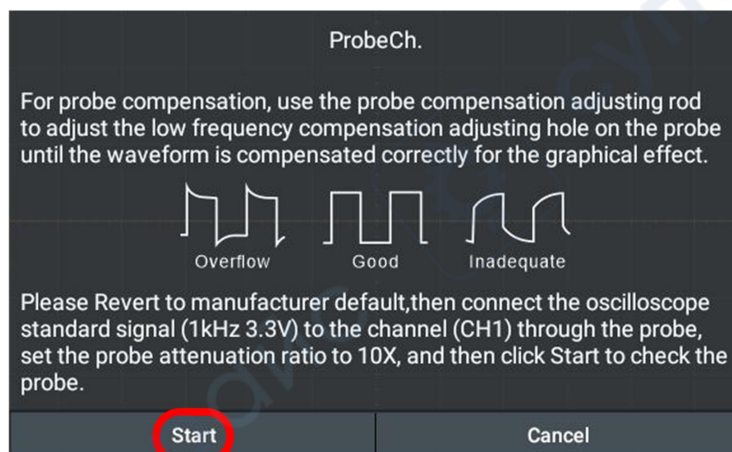 ProbeCh.
For probe compensation, use the probe compensation adjusting rod
to adjust the low frequency compensation adjusting hole on the probe
until the waveform is compensated correctly for the graphical effect.
Overflow Good Inadequate
Please Revert to manufacturer default,then connect the oscilloscope
standard signal (1kHz 3.3V) to the channel (CH1) through the probe,
set the probe attenuation ratio to 10X, and then click Start to check the
probe.
Start Cancel